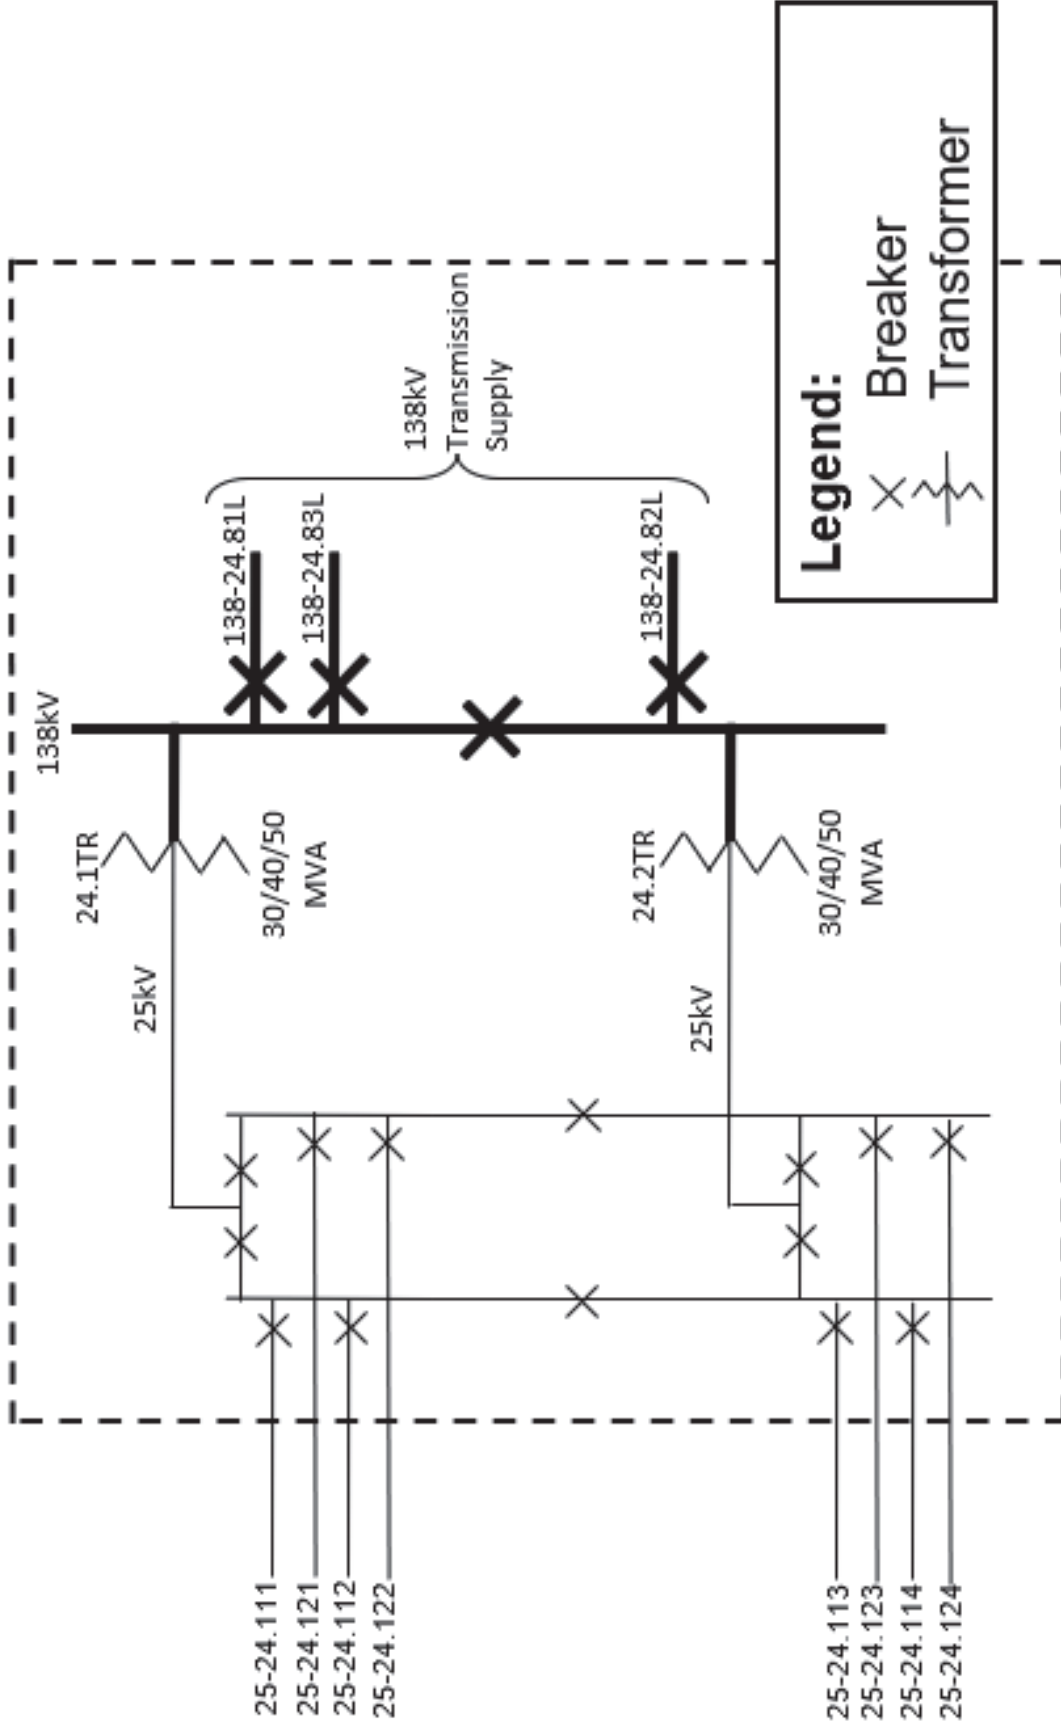 138kV
24.1TR
30/40/50
MVA
25kV
138-24.81L
138-24.83L
138-24.82L
138kV
Transmission
Supply
24.2TR
30/40/50
MVA
25kV
25-24.111
25-24.121
25-24.112
25-24.122
25-24.113
25-24.123
25-24.114
25-24.124
Legend:
Breaker
Transformer